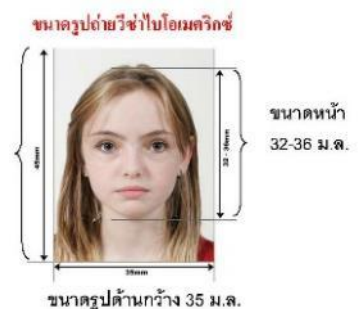 ขนาดรูปถ่ายวีซ่าไบโอเมตริกซ์
45mm
32 - 36mm
ขนาดหน้า
32-36 ม.ล.
35mm
ขนาดรูปด้านกว้าง 35 ม.ล.